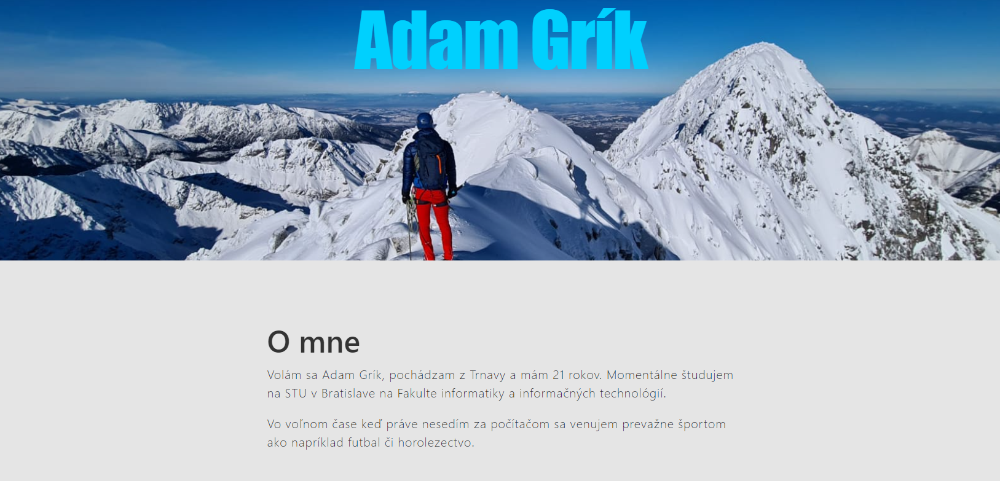 Adam Grík
O mne
Volám sa Adam Grík, pochádzam z Trnavy a mám 21 rokov. Momentálne študujem
na STU v Bratislave na Fakulte informatiky a informačných technológií.
Vo voľnom čase keď práve nesedím za počítačom sa venujem prevažne športom
ako napríklad futbal či horolezectvo.